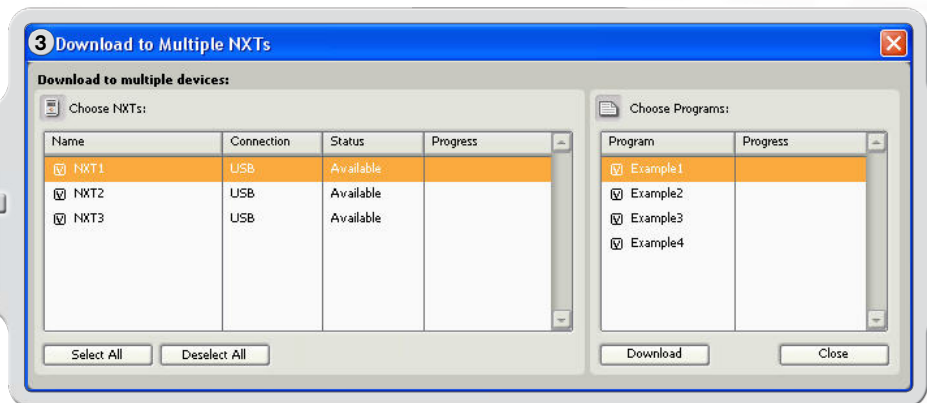 3 Download to Multiple NXTs
Download to multiple devices:
Choose NXTs:
Name Connection Status Progress
NXT1 USB Available
NXT2 USB Available
NXT3 USB Available
Select All Deselect All
Choose Programs:
Program Progress
Example1
Example2
Example3
Example4
Download Close